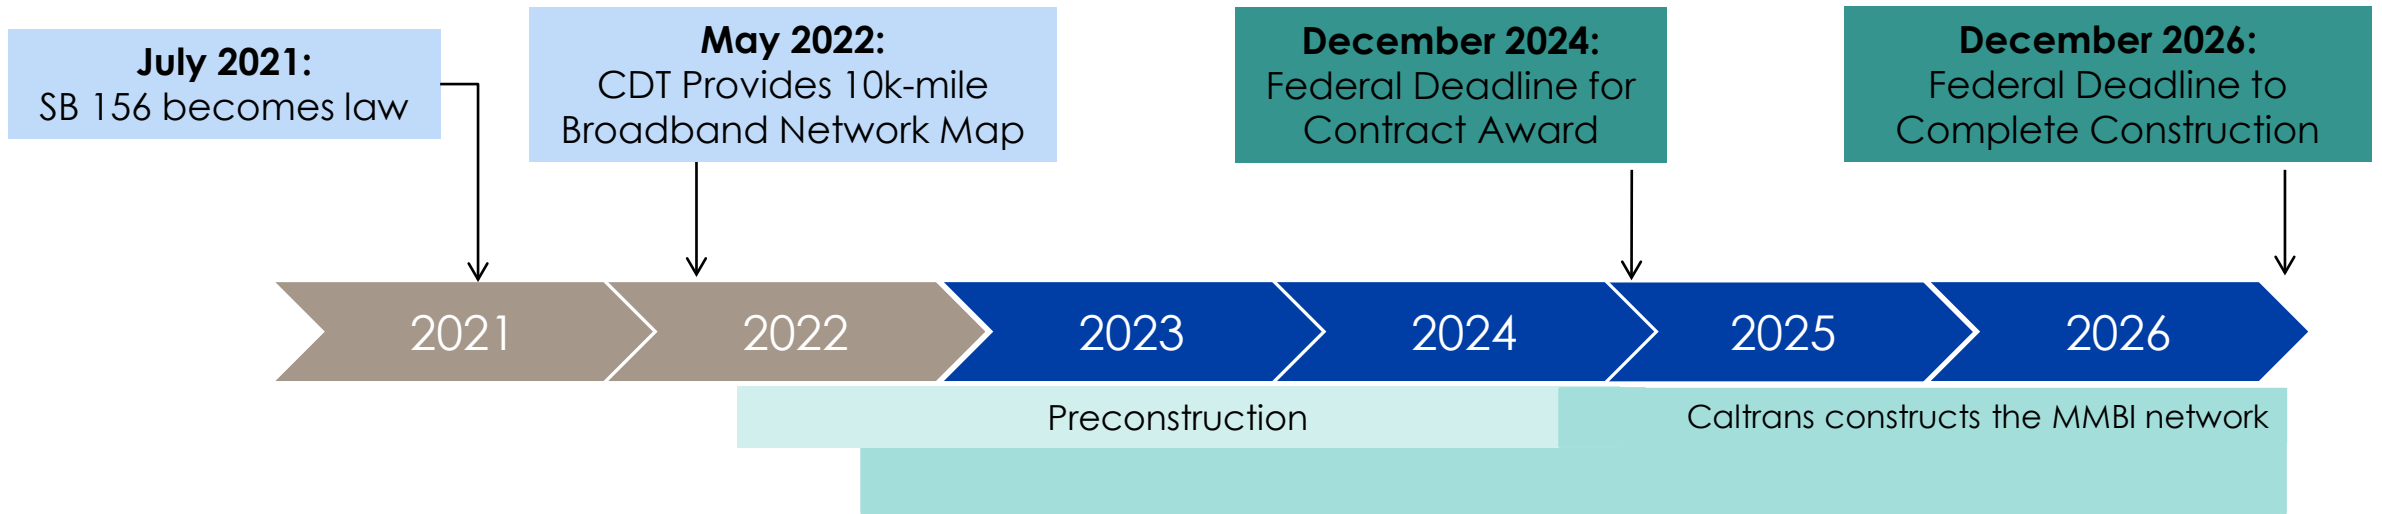 July 2021:
SB 156 becomes law
May 2022:
CDT Provides 10k-mile
Broadband Network Map
December 2024:
Federal Deadline for
Contract Award
December 2026:
Federal Deadline to
Complete Construction
2021
2022
2023
2024
2025
2026
Preconstruction
Caltrans constructs the MMBI network